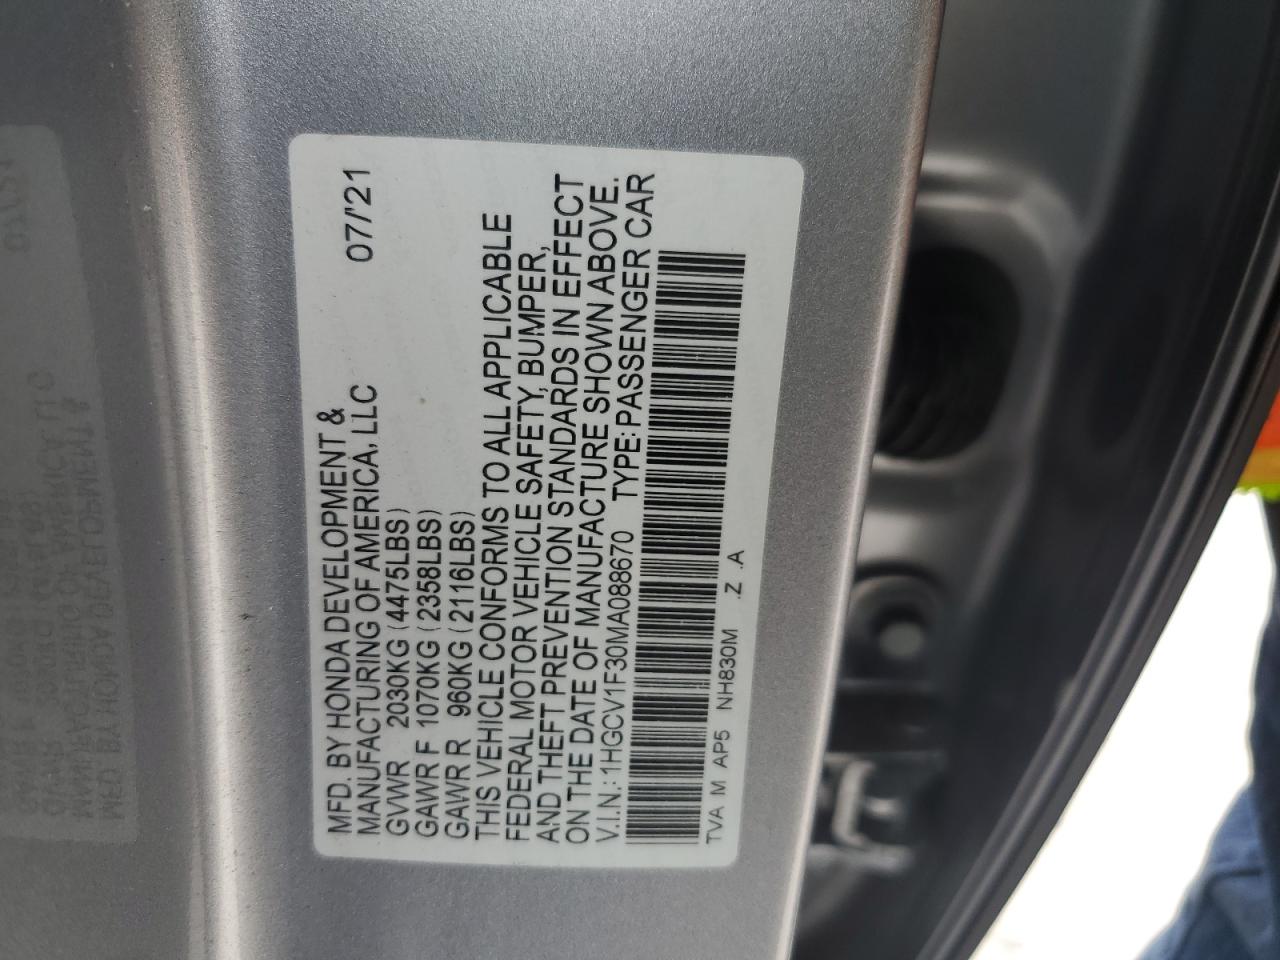 MFD. BY HONDA DEVELOPMENT &
MANUFACTURING OF AMERICA, LLC 07/'21
GVWR 2030KG (4475LBS)
GAWR F 1070KG (2358LBS)
GAWR R 960KG (2116LBS)
THIS VEHICLE CONFORMS TO ALL APPLICABLE
FEDERAL MOTOR VEHICLE SAFETY, BUMPER,
AND THEFT PREVENTION STANDARDS IN EFFECT
ON THE DATE OF MANUFACTURE SHOWN ABOVE.
V.I.N.: 1HGCV1F30MA088670 TYPE: PASSENGER CAR
TVA M AP5 NH830M .Z .A